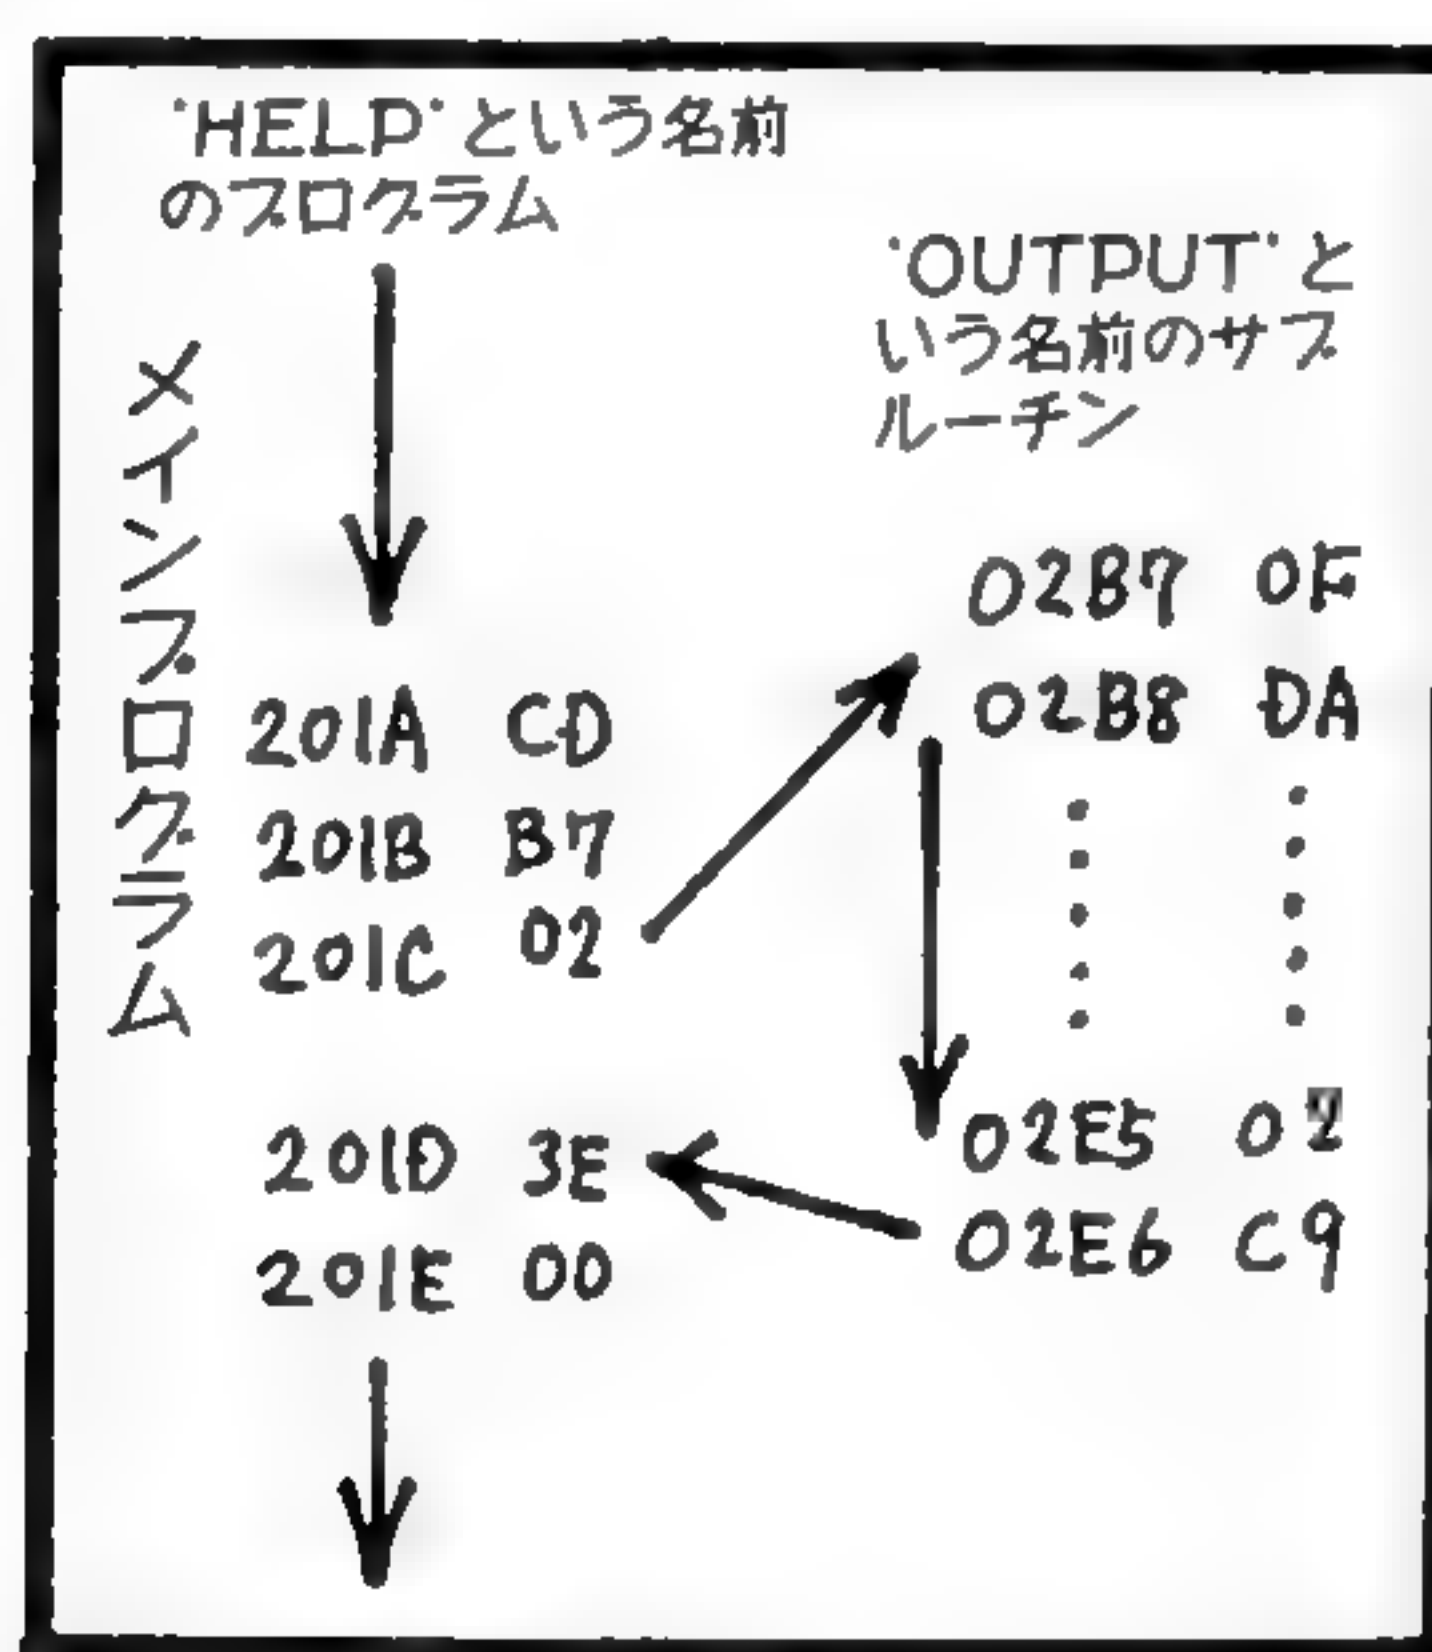 "HELP"という名前
のプログラム
"OUTPUT"と
いう名前のサブ
ルーチン
メインプログラム
201A CD
201B B7
201C 02
201D 3E
201E 00
02B7 0F
02B8 DA
02E5
02E6 C9